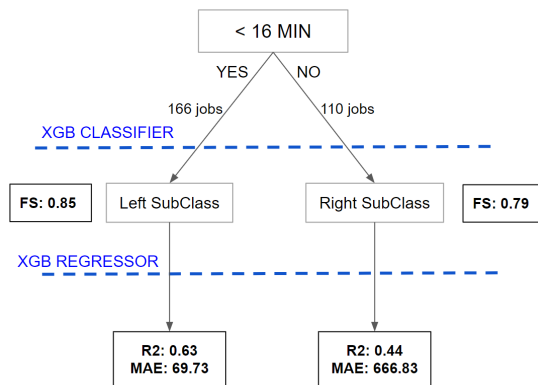 < 16 MIN
YES
NO
166 jobs
110 jobs
XGB CLASSIFIER
FS: 0.85
Left SubClass
Right SubClass
FS: 0.79
XGB REGRESSOR
R2: 0.63
MAE: 69.73
R2: 0.44
MAE: 666.83